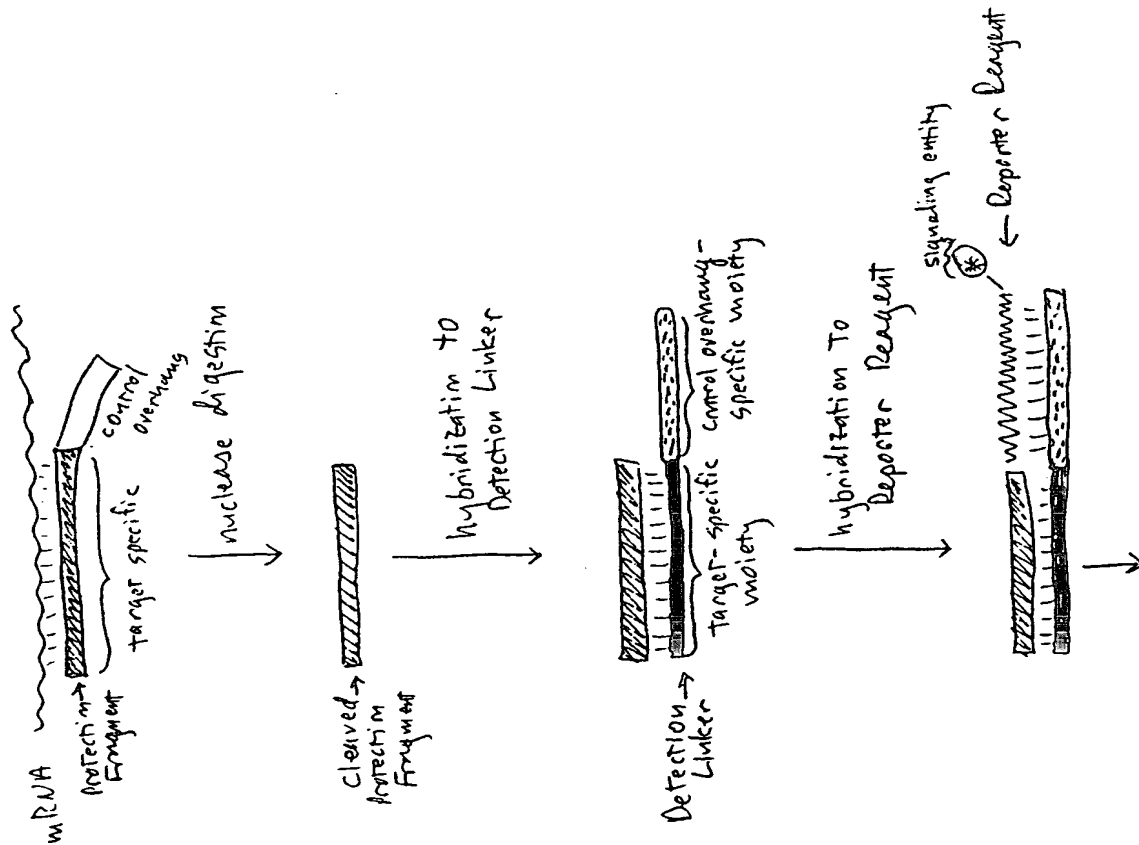 mRNA
Protection→
Fragment
target specific
control
overhang
nuclease digestion
Cleaved→
Protection
Fragment
hybridization to
Detection Linker
Detection→
Linker
target-specific
moiety
control overhang-
specific moiety
hybridization To
Reporter Reagent
signaling entity
*
← Reporter Reagent